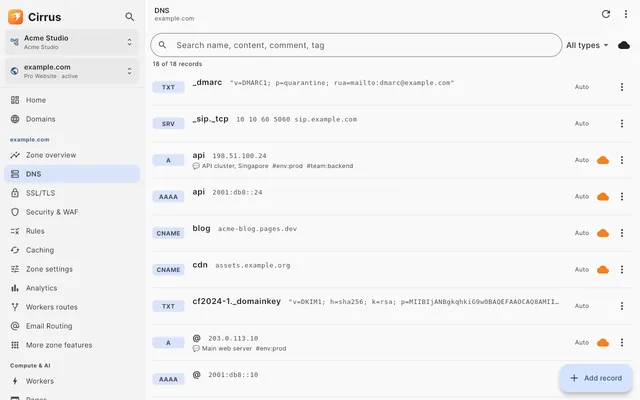 Cirrus
Acme Studio
Acme Studio
example.com
Pro Website · active
Home
Domains
example.com
Zone overview
DNS
SSL/TLS
Security & WAF
Rules
Caching
Zone settings
Analytics
Workers routes
Email Routing
More zone features
Compute & AI
Workers
DNS
example.com
Search name, content, comment, tag
All types
18 of 18 records
TXT _dmarc "v=DMARC1; p=quarantine; rua=mailto:dmarc@example.com" Auto
SRV _sip._tcp 10 10 60 5060 sip.example.com Auto
A api 198.51.100.24 Auto
API cluster, Singapore #env:prod #team:backend
AAAA api 2001:db8::24 Auto
CNAME blog acme-blog.pages.dev Auto
CNAME cdn assets.example.org Auto
TXT cf2024-1._domainkey "v=DKIM1; h=sha256; k=rsa; p=MIIBIjANBgkqhkiG9w0BAQEFAAOCAQ8AMII… Auto
A @ 203.0.113.10 Auto
Main web server #env:prod
AAAA @ 2001:db8::10
Add record